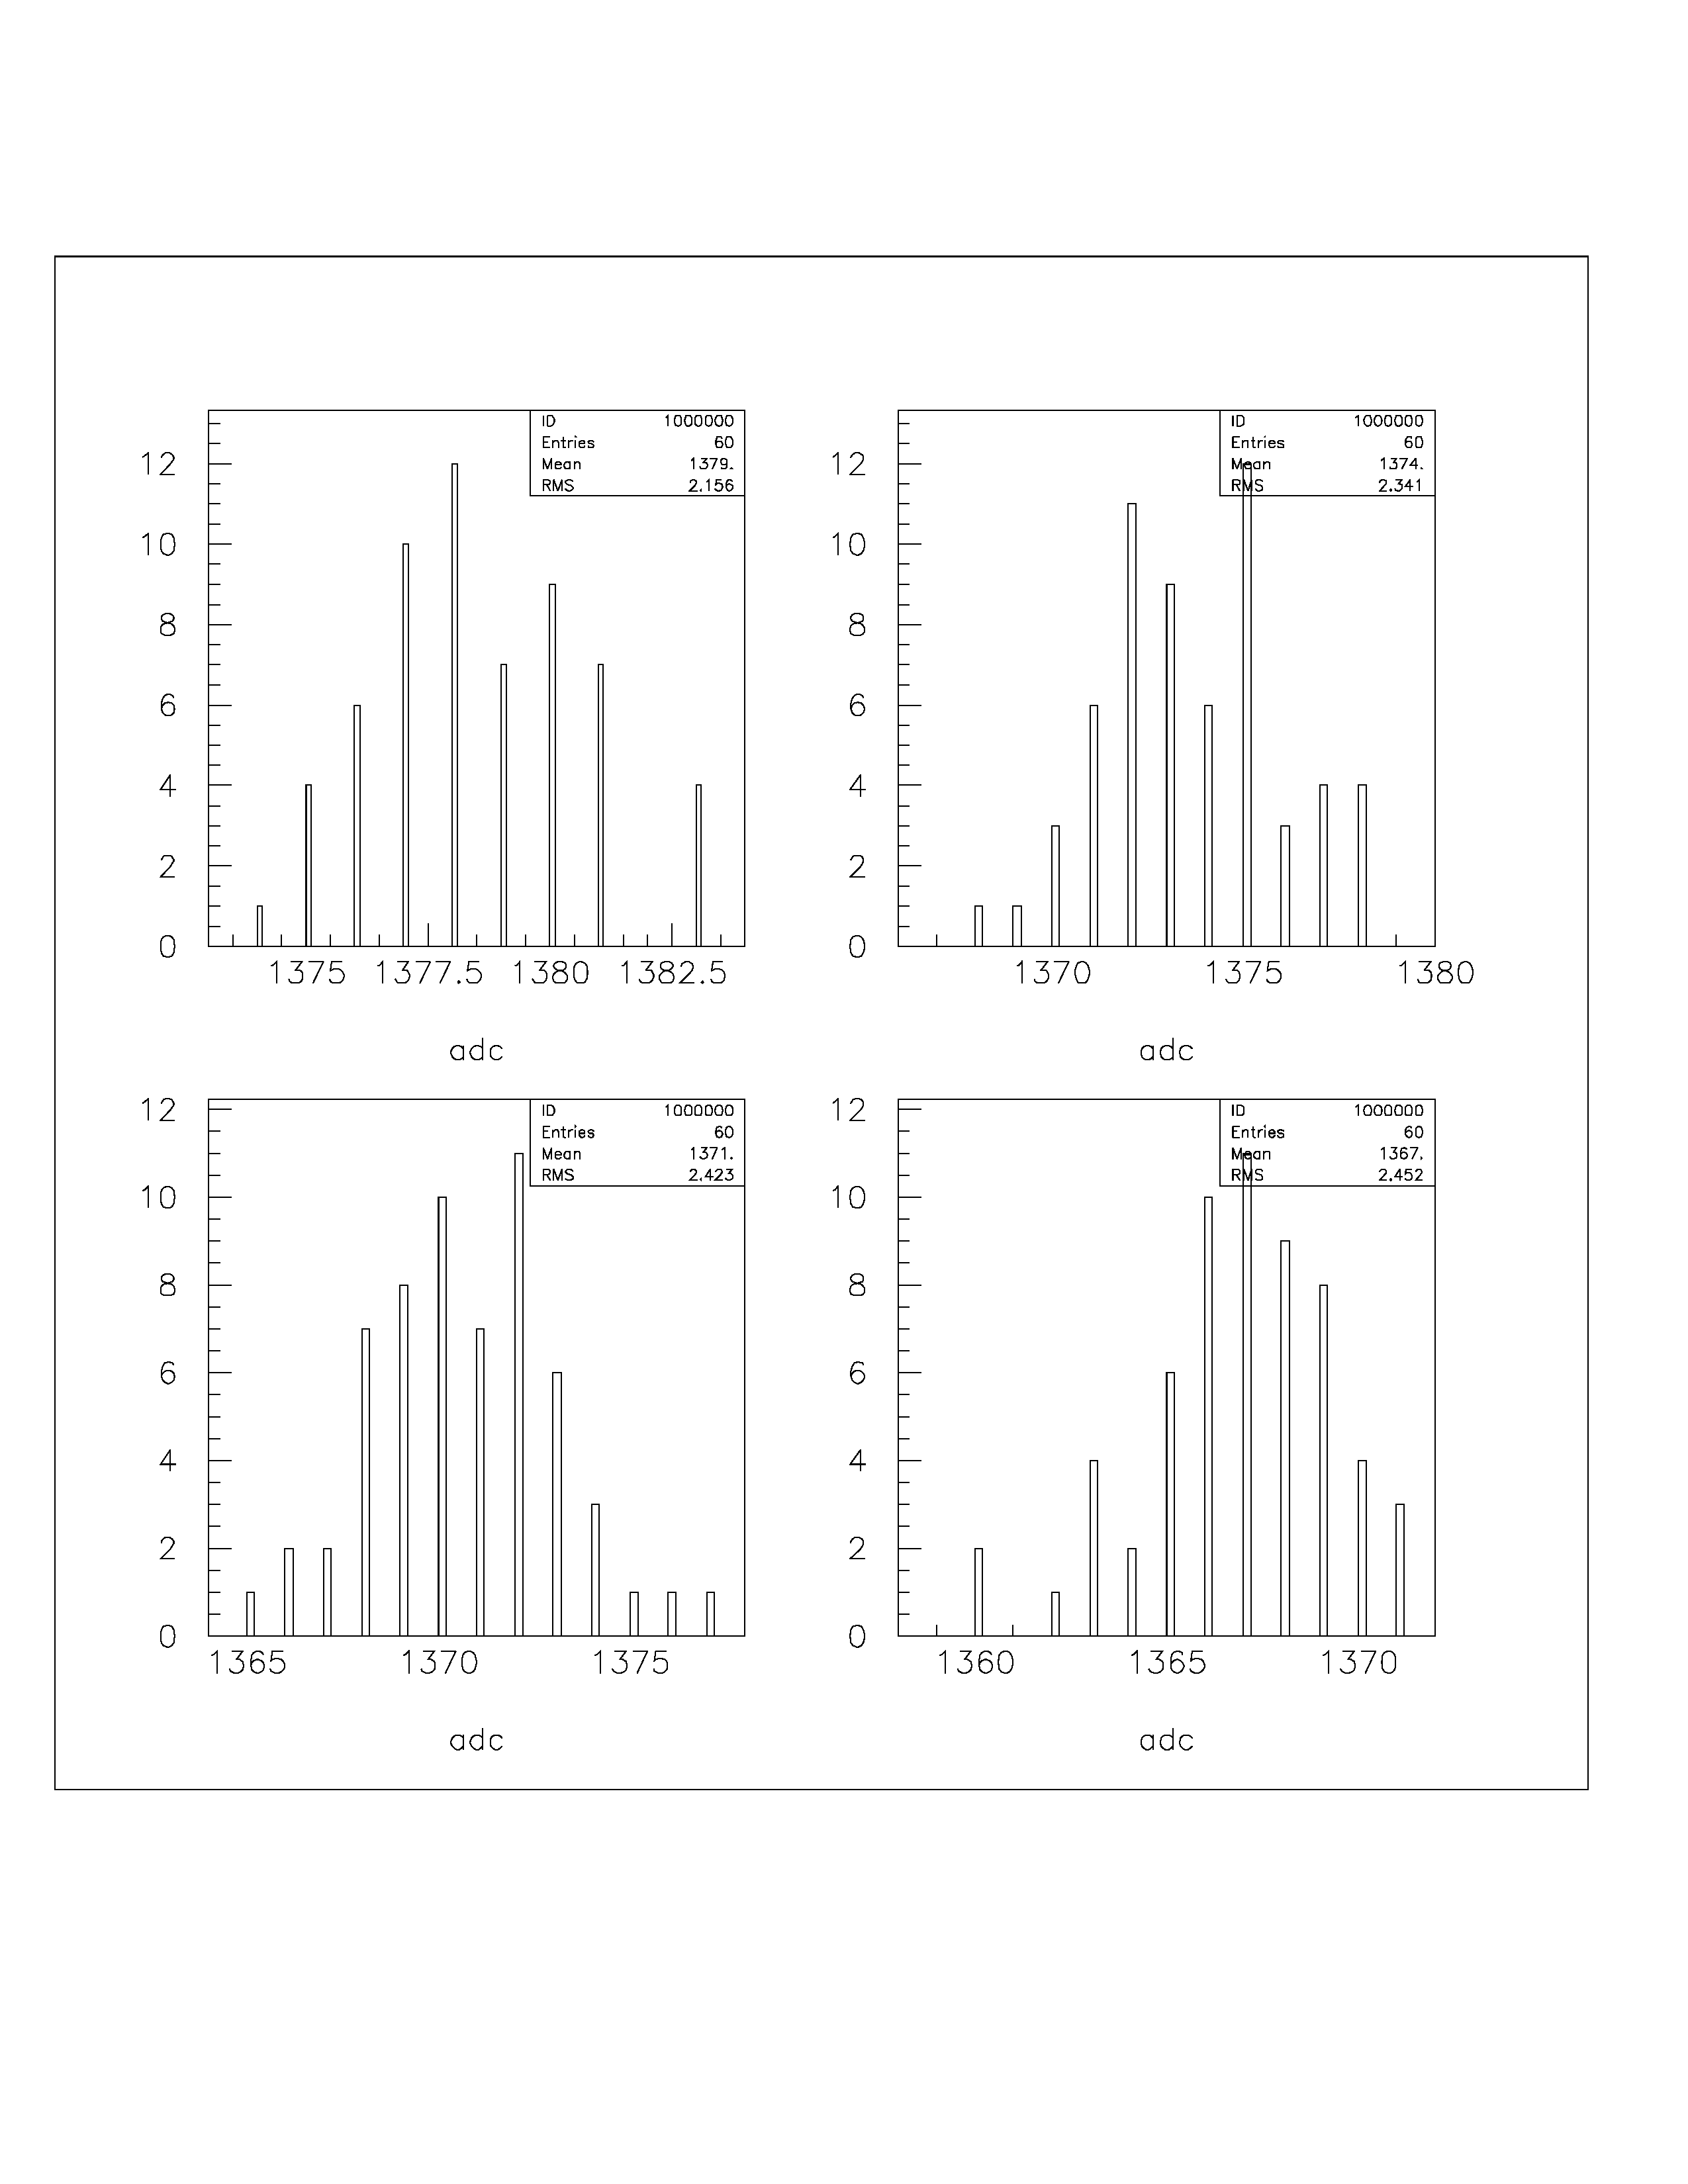 ID 1000000
Entries 60
Mean 1379.
RMS 2.156
12
10
8
6
4
2
0
1375 1377.5 1380 1382.5
adc
ID 1000000
Entries 60
Mean 1374.
RMS 2.341
12
10
8
6
4
2
0
1370 1375 1380
adc
ID 1000000
Entries 60
Mean 1371.
RMS 2.423
12
10
8
6
4
2
0
1365 1370 1375
adc
ID 1000000
Entries 60
Mean 1367.
RMS 2.452
12
10
8
6
4
2
0
1360 1365 1370
adc